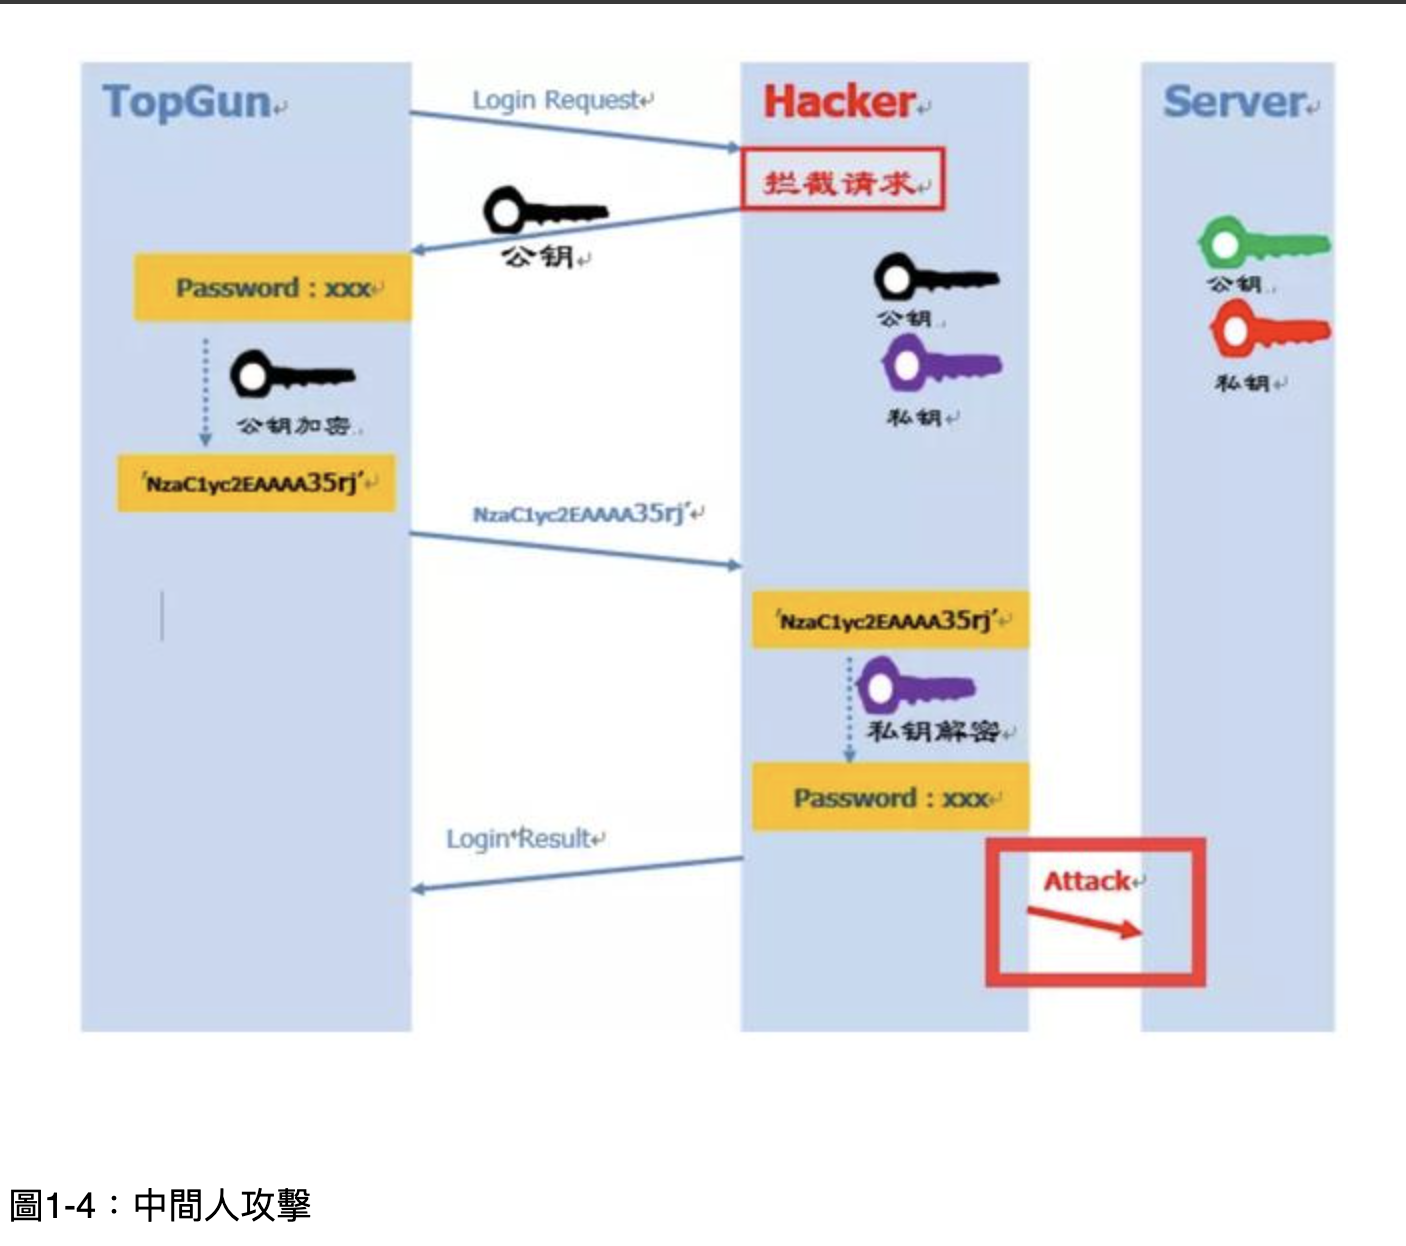 TopGun
Login Request
Hacker
Server
拦截请求
公钥
Password：xxx
公钥
公钥
私钥
私钥
公钥加密
'NzaC1yc2EAAAA35rj'
NzaC1yc2EAAAA35rj'
'NzaC1yc2EAAAA35rj'
私钥解密
Password：xxx
Login Result
Attack
圖1-4：中間人攻擊